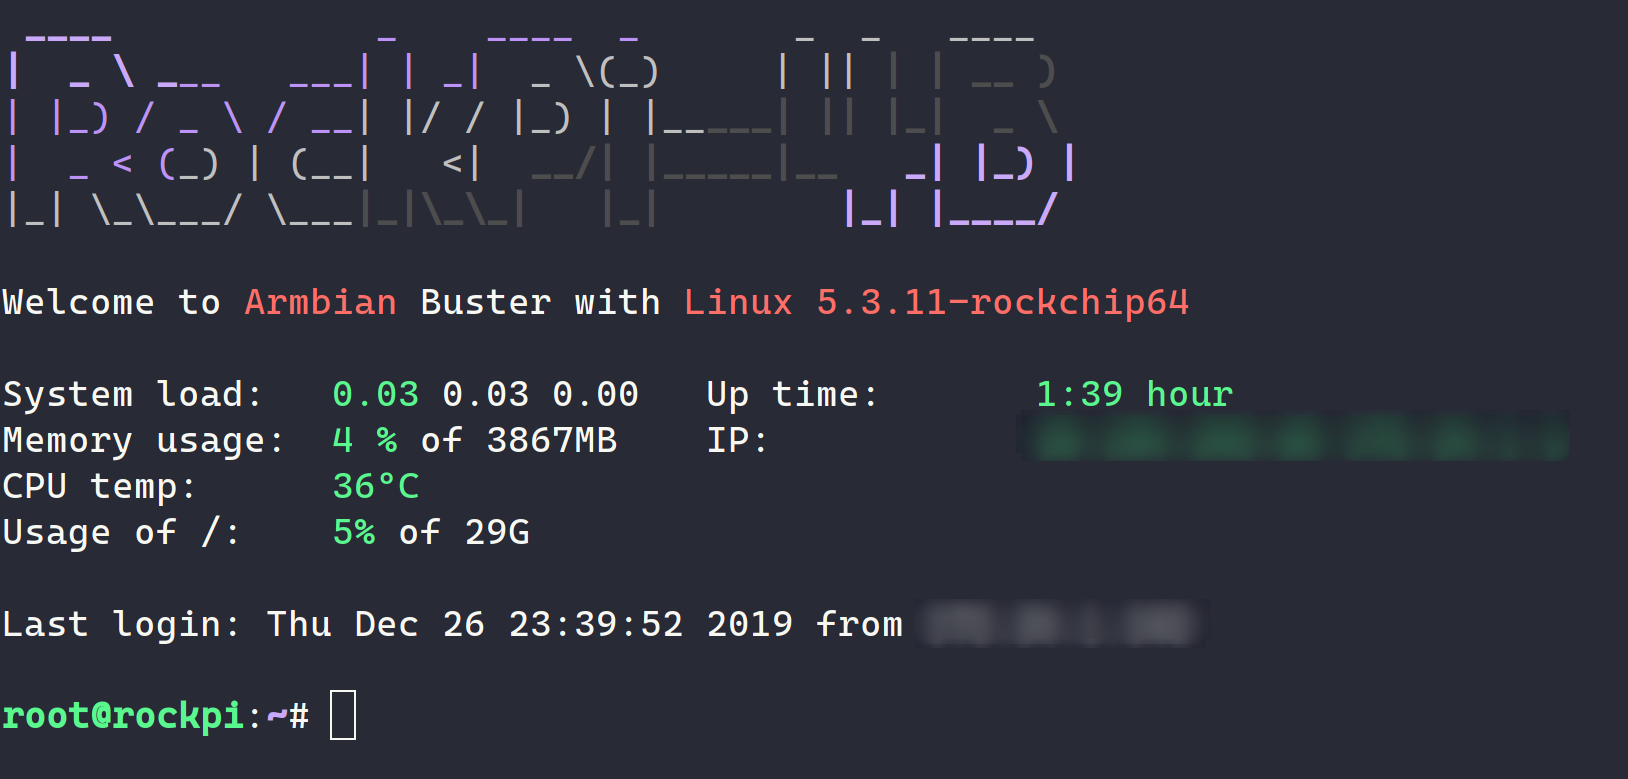 RockPi-4B
Welcome to Armbian Buster with Linux 5.3.11-rockchip64
System load: 0.03 0.03 0.00 Up time: 1:39 hour
Memory usage: 4 % of 3867MB IP:
CPU temp: 36°C
Usage of /: 5% of 29G
Last login: Thu Dec 26 23:39:52 2019 from
root@rockpi:~#